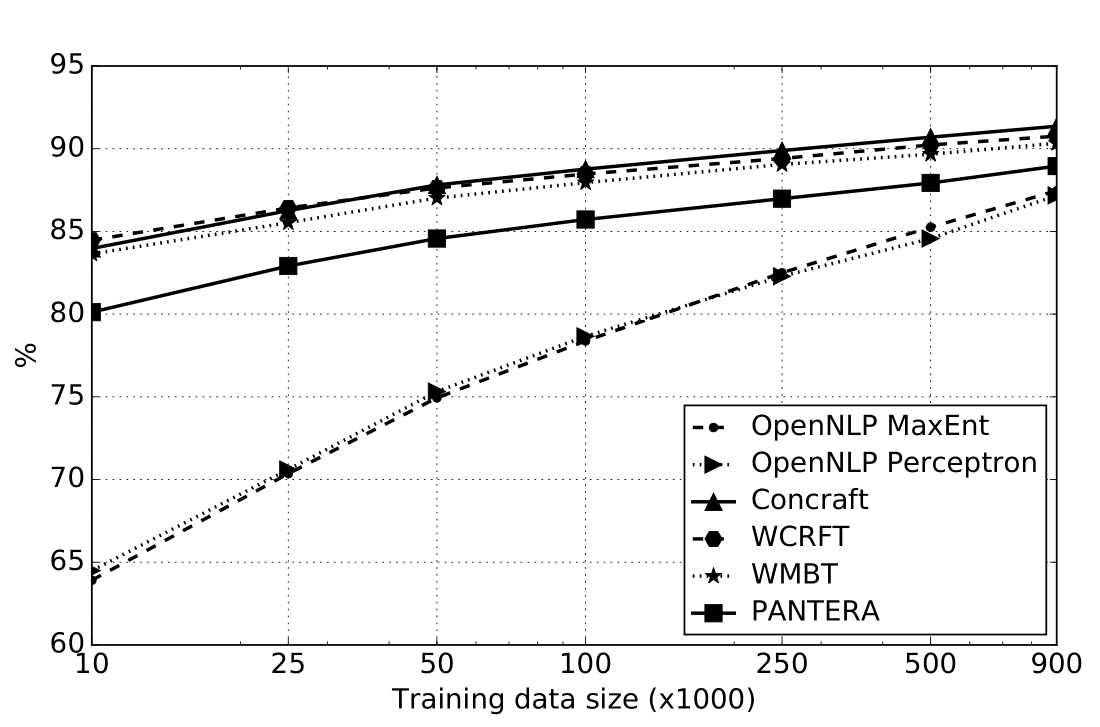 95
90
85
80
75
70
65
60
%
OpenNLP MaxEnt
OpenNLP Perceptron
Concraft
WCRFT
WMBT
PANTERA
10 25 50 100 250 500 900
Training data size (x1000)